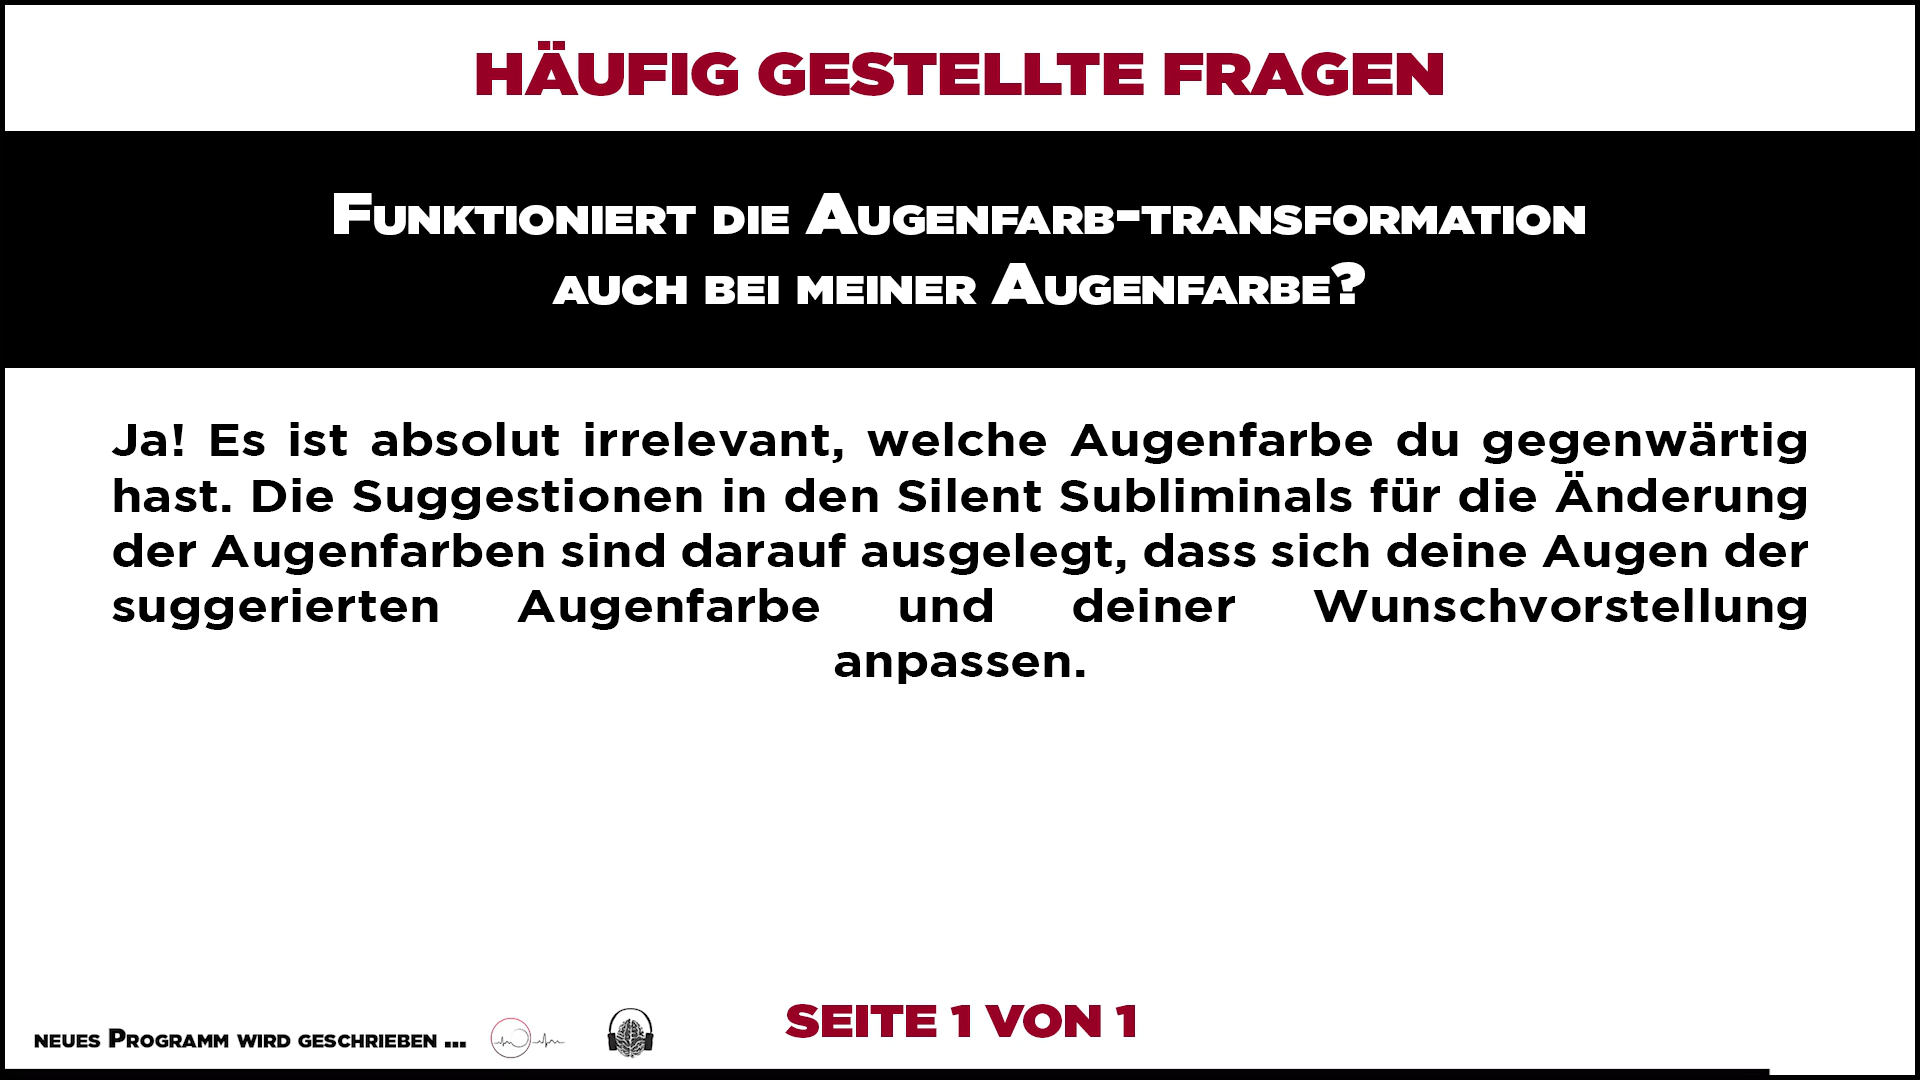 HÄUFIG GESTELLTE FRAGEN
Funktioniert die Augenfarb-transformation
auch bei meiner Augenfarbe?
Ja! Es ist absolut irrelevant, welche Augenfarbe du gegenwärtig
hast. Die Suggestionen in den Silent Subliminals für die Änderung
der Augenfarben sind darauf ausgelegt, dass sich deine Augen der
suggerierten Augenfarbe und deiner Wunschvorstellung
anpassen.
SEITE 1 VON 1
neues Programm wird geschrieben ...